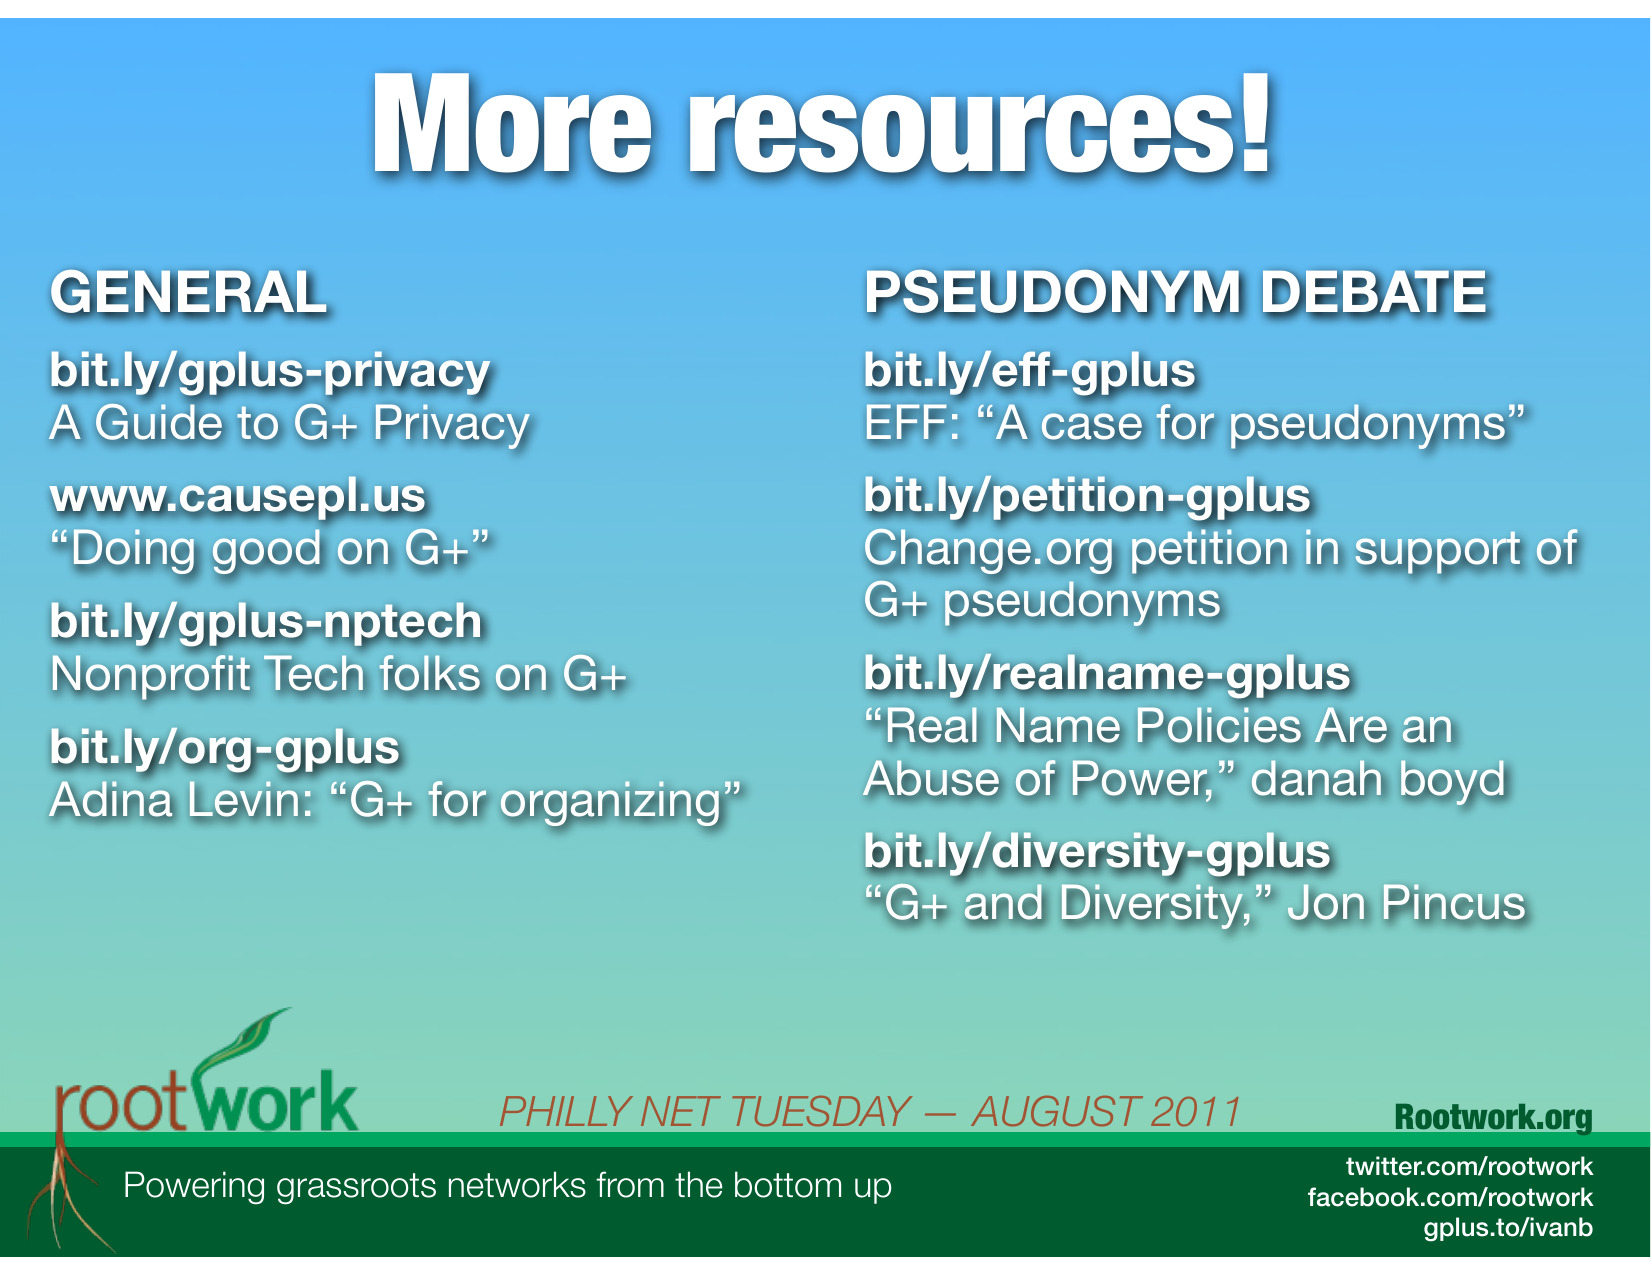 More resources!
GENERAL
bit.ly/gplus-privacy
A Guide to G+ Privacy
www.causepl.us
“Doing good on G+”
bit.ly/gplus-nptech
Nonprofit Tech folks on G+
bit.ly/org-gplus
Adina Levin: “G+ for organizing”
PSEUDONYM DEBATE
bit.ly/eff-gplus
EFF: “A case for pseudonyms”
bit.ly/petition-gplus
Change.org petition in support of
G+ pseudonyms
bit.ly/realname-gplus
“Real Name Policies Are an
Abuse of Power,” danah boyd
bit.ly/diversity-gplus
“G+ and Diversity,” Jon Pincus
rootwork
PHILLY NET TUESDAY — AUGUST 2011
Rootwork.org
Powering grassroots networks from the bottom up
twitter.com/rootwork
facebook.com/rootwork
gplus.to/ivanb